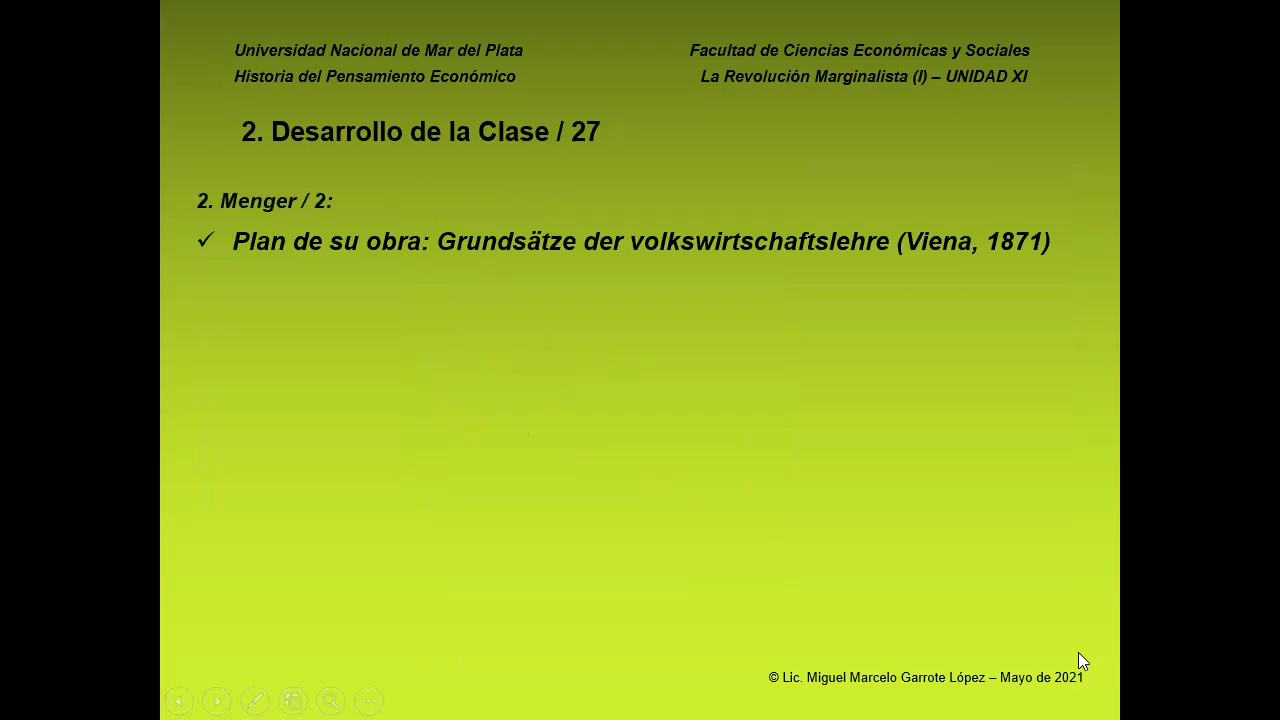 Universidad Nacional de Mar del Plata
Facultad de Ciencias Económicas y Sociales
Historia del Pensamiento Económico
La Revolución Marginalista (I) – UNIDAD XI
2. Desarrollo de la Clase / 27
2. Menger / 2:
✓ Plan de su obra: Grundsätze der volkswirtschaftslehre (Viena, 1871)
© Lic. Miguel Marcelo Garrote López – Mayo de 2021